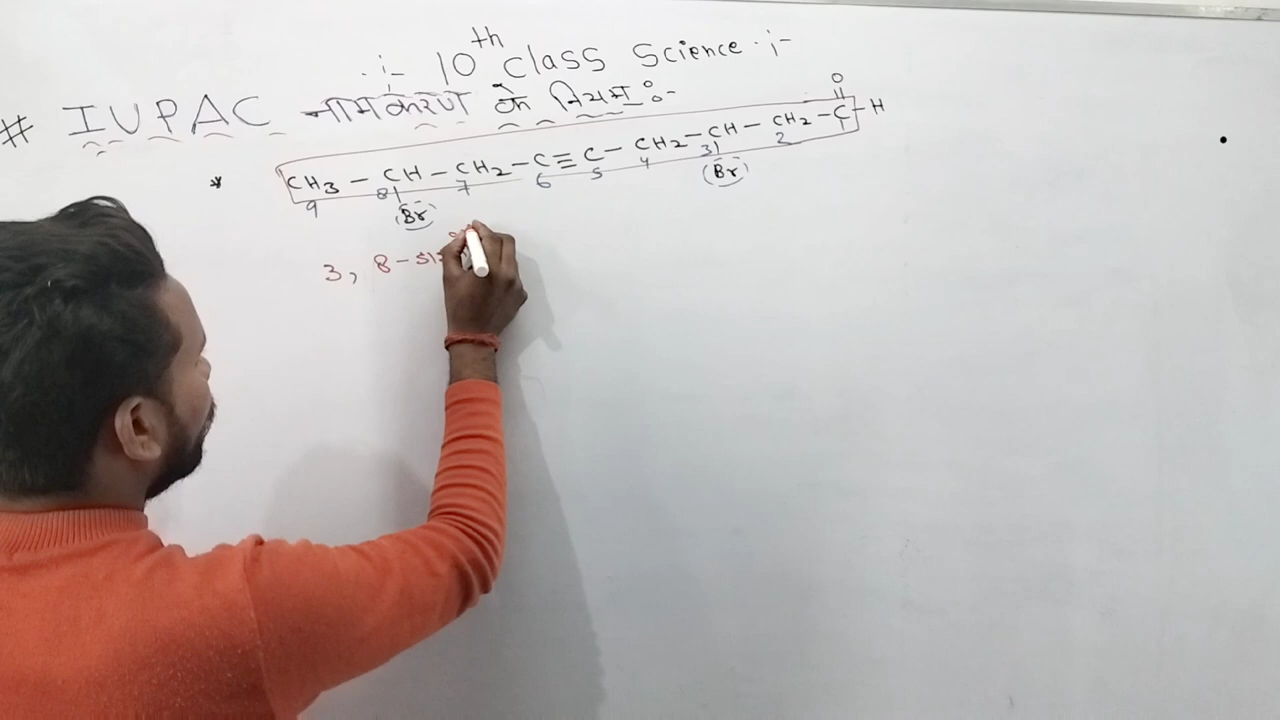 :- 10th Class Science :-
# IUPAC नामकरण के नियम :-
* CH3 - CH - CH2 - C ≡ C - CH2 - CH - CH2 - C - H
O
9 8 7 6 5 4 3 2 1
(Br) (Br)
3, 8 -